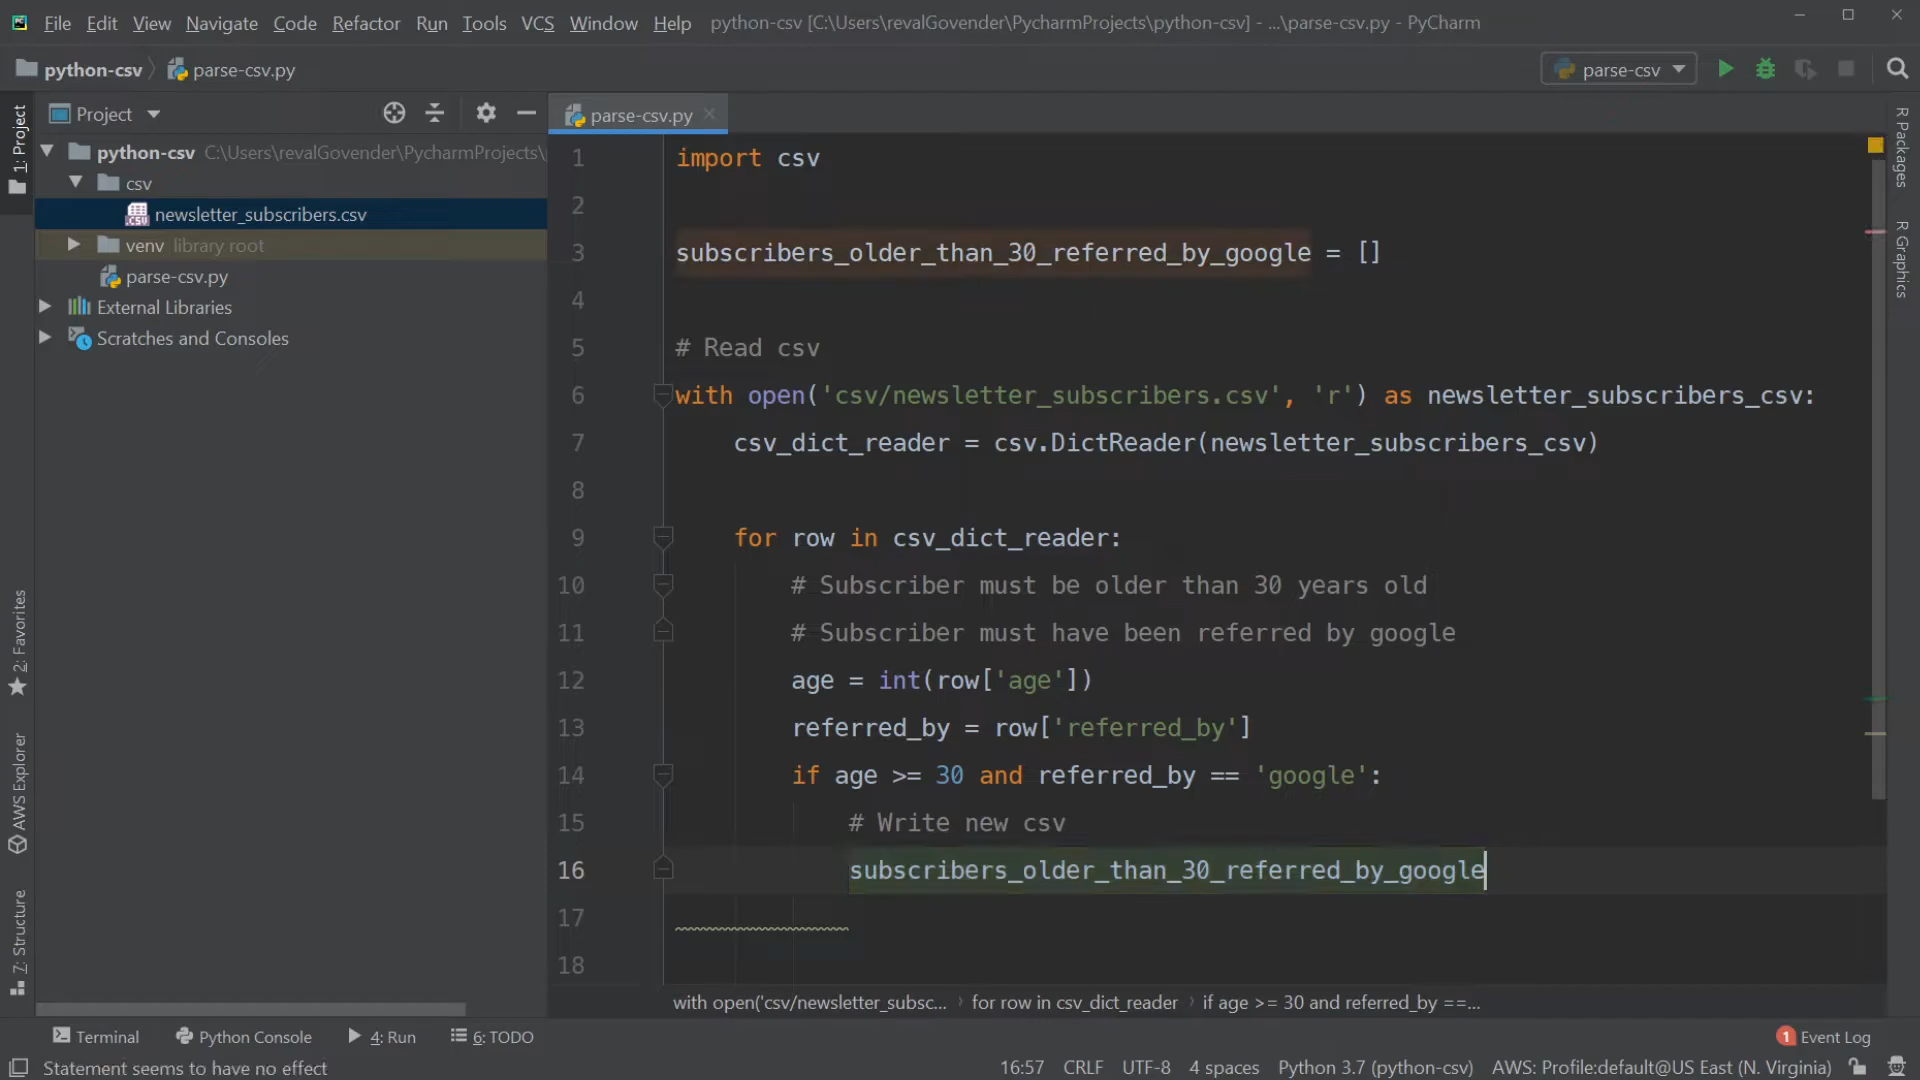 File Edit View Navigate Code Refactor Run Tools VCS Window Help python-csv [C:\Users\revalGovender\PycharmProjects\python-csv] - ...\parse-csv.py - PyCharm
python-csv parse-csv.py parse-csv
1: Project
2: Favorites
AWS Explorer
7: Structure
Project
python-csv C:\Users\revalGovender\PycharmProjects\
csv
newsletter_subscribers.csv
venv library root
parse-csv.py
External Libraries
Scratches and Consoles
parse-csv.py
1 import csv
2
3 subscribers_older_than_30_referred_by_google = []
4
5 # Read csv
6 with open('csv/newsletter_subscribers.csv', 'r') as newsletter_subscribers_csv:
7 csv_dict_reader = csv.DictReader(newsletter_subscribers_csv)
8
9 for row in csv_dict_reader:
10 # Subscriber must be older than 30 years old
11 # Subscriber must have been referred by google
12 age = int(row['age'])
13 referred_by = row['referred_by']
14 if age >= 30 and referred_by == 'google':
15 # Write new csv
16 subscribers_older_than_30_referred_by_google
17
18
with open('csv/newsletter_subsc... for row in csv_dict_reader if age >= 30 and referred_by ==...
R Packages
R Graphics
Terminal Python Console 4: Run 6: TODO 1 Event Log
Statement seems to have no effect 16:57 CRLF UTF-8 4 spaces Python 3.7 (python-csv) AWS: Profile:default@US East (N. Virginia)